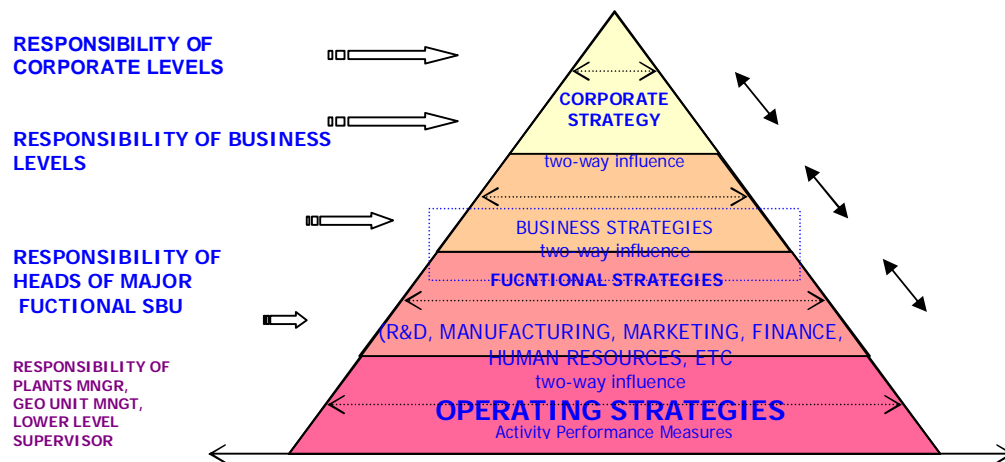 RESPONSIBILITY OF
CORPORATE LEVELS
RESPONSIBILITY OF BUSINESS
LEVELS
RESPONSIBILITY OF
HEADS OF MAJOR
FUCTIONAL SBU
RESPONSIBILITY OF
PLANTS MNGR,
GEO UNIT MNGT,
LOWER LEVEL
SUPERVISOR
CORPORATE
STRATEGY
two-way influence
BUSINESS STRATEGIES
two-way influence
FUCNTIONAL STRATEGIES
(R&D, MANUFACTURING, MARKETING, FINANCE,
HUMAN RESOURCES, ETC
two-way influence
OPERATING STRATEGIES
Activity Performance Measures